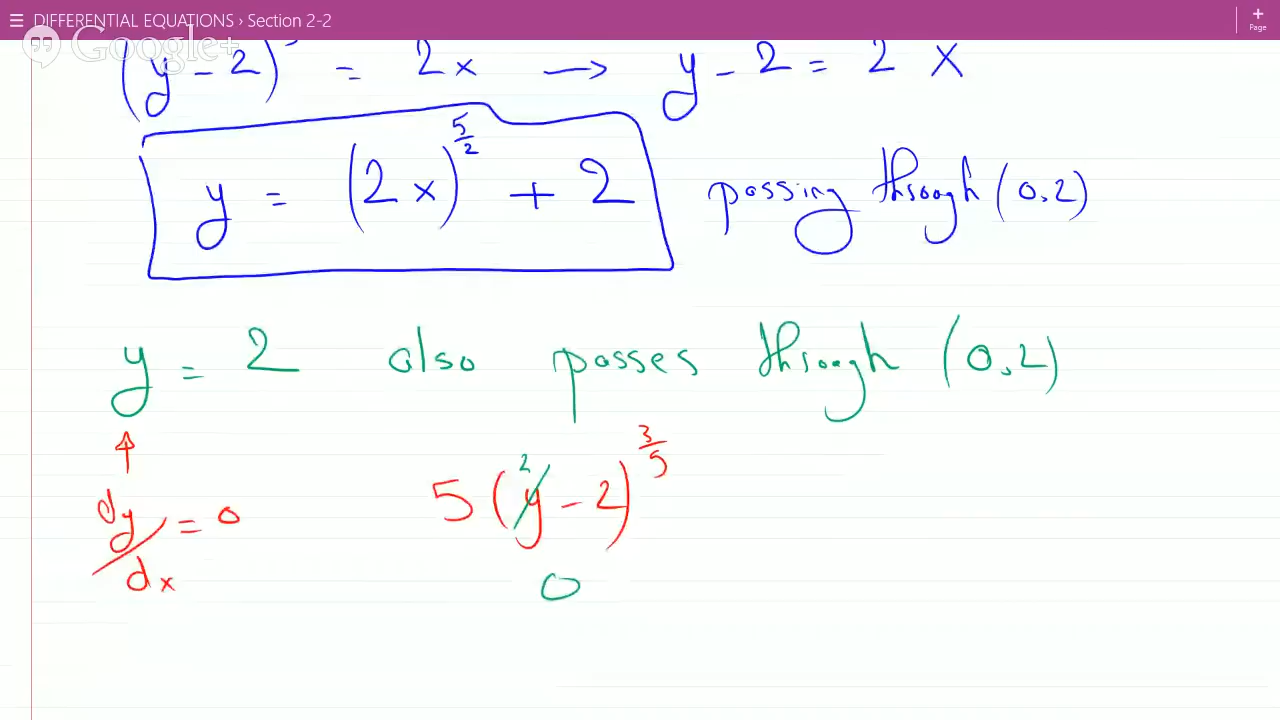 DIFFERENTIAL EQUATIONS › Section 2-2
Page
Google+
(y - 2) = 2x → y - 2 = 2 x
y = (2x)^(5/2) + 2 passing through (0,2)
y = 2 also passes through (0,2)
↑
dy/dx = 0 5(y - 2)^(3/5)
2
0